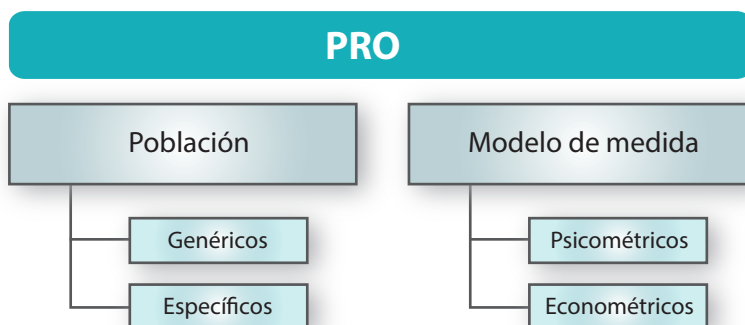 PRO
Población
Genéricos
Específicos
Modelo de medida
Psicométricos
Econométricos